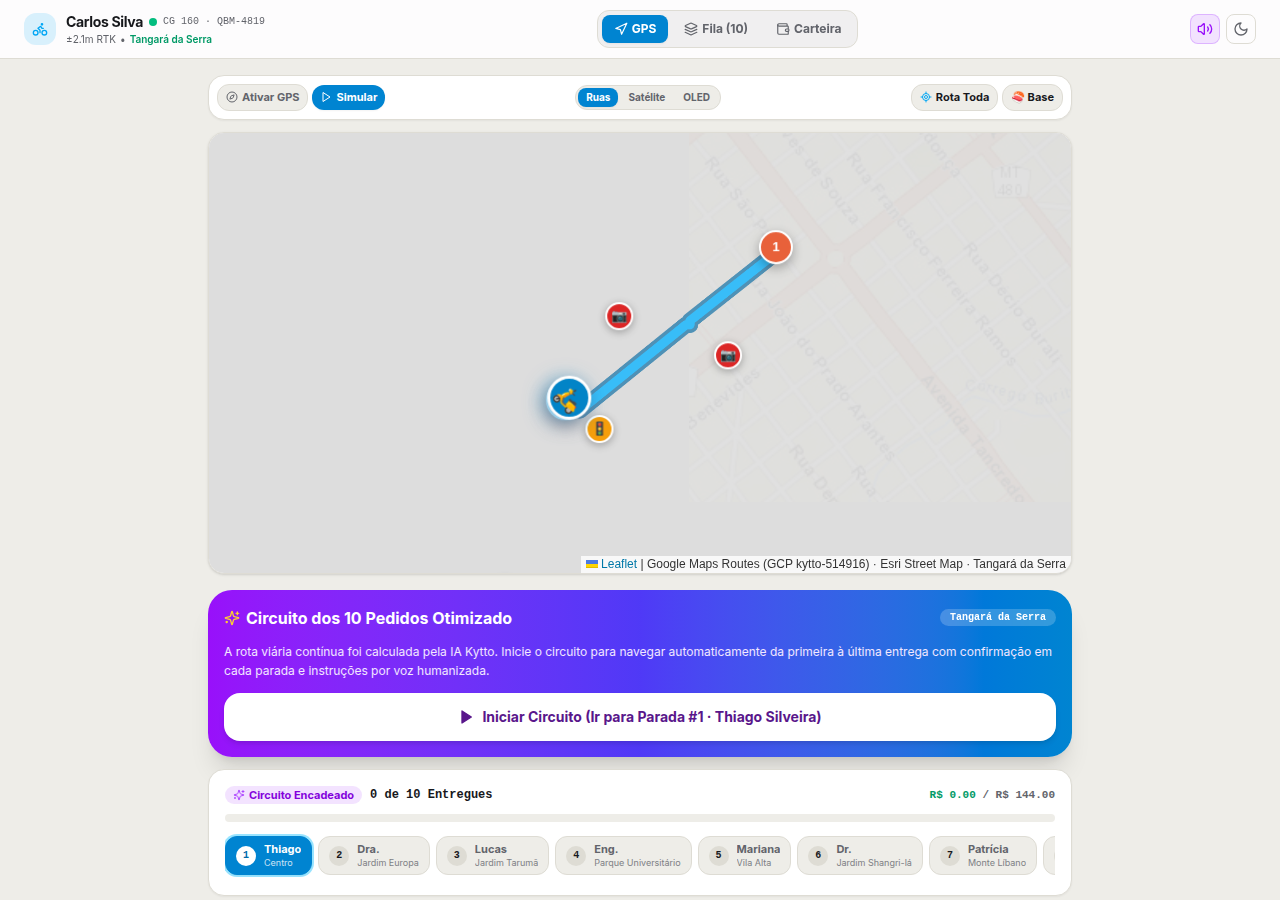 Carlos Silva CG 160 · QBM-4819
±2.1m RTK • Tangará da Serra
GPS
Fila (10)
Carteira
Ativar GPS
Simular
Ruas
Satélite
OLED
Rota Toda
Base
MT
480
Rua Francisco Ferreira Ramos
Rua Decio Burali
João do Prado Arantes
Avenida Tancredo
Benevides
Rua
1
Leaflet | Google Maps Routes (GCP kytto-514916) · Esri Street Map · Tangará da Serra
Circuito dos 10 Pedidos Otimizado
Tangará da Serra
A rota viária contínua foi calculada pela IA Kytto. Inicie o circuito para navegar automaticamente da primeira à última entrega com confirmação em
cada parada e instruções por voz humanizada.
Iniciar Circuito (Ir para Parada #1 · Thiago Silveira)
Circuito Encadeado 0 de 10 Entregues
R$ 0.00 / R$ 144.00
1 Thiago
Centro
2 Dra.
Jardim Europa
3 Lucas
Jardim Tarumã
4 Eng.
Parque Universitário
5 Mariana
Vila Alta
6 Dr.
Jardim Shangri-lá
7 Patrícia
Monte Líbano